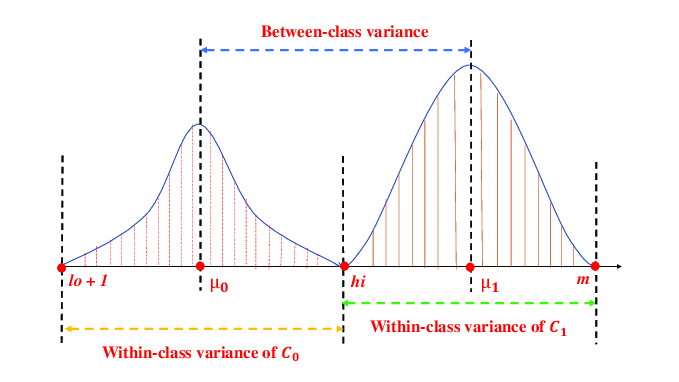 Between-class variance
lo + 1
μ₀
hi
μ₁
m
Within-class variance of C₁
Within-class variance of C₀